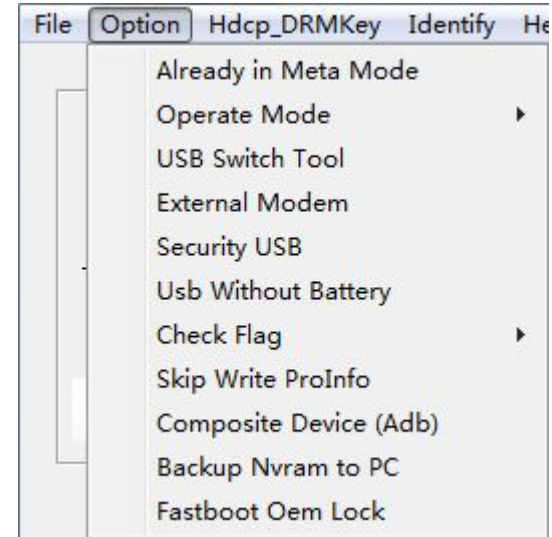 File Option Hdcp_DRMKey Identify He
Already in Meta Mode
Operate Mode
USB Switch Tool
External Modem
Security USB
Usb Without Battery
Check Flag
Skip Write ProInfo
Composite Device (Adb)
Backup Nvram to PC
Fastboot Oem Lock